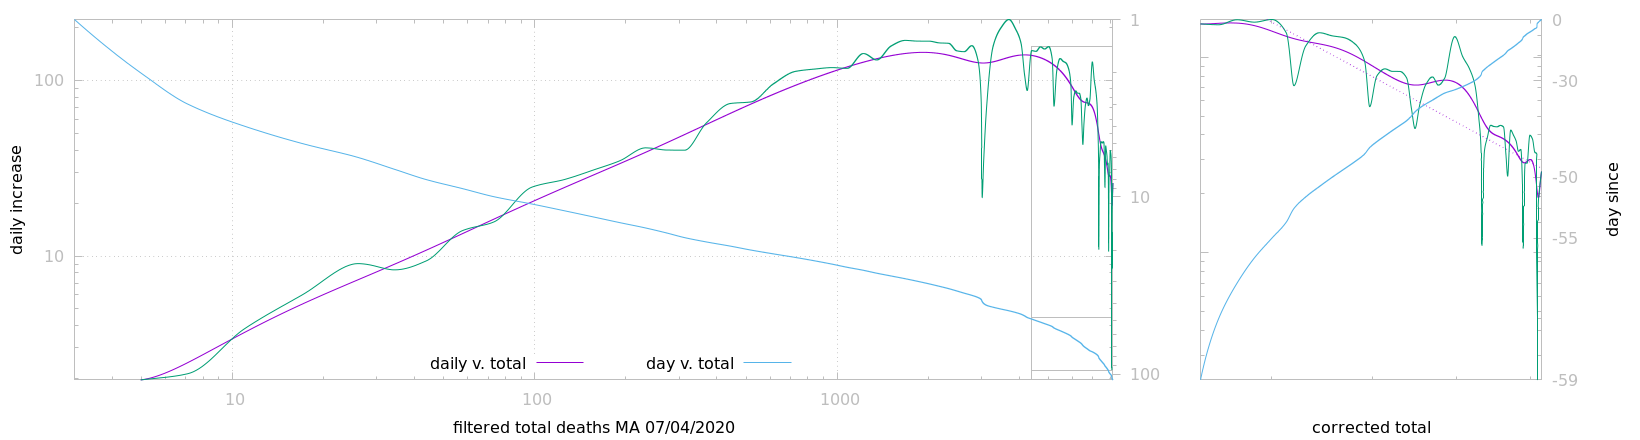 1
0
100
-30
daily increase
-50
day since
10
10
-55
daily v. total
day v. total
100
-59
10
100
1000
filtered total deaths MA 07/04/2020
corrected total